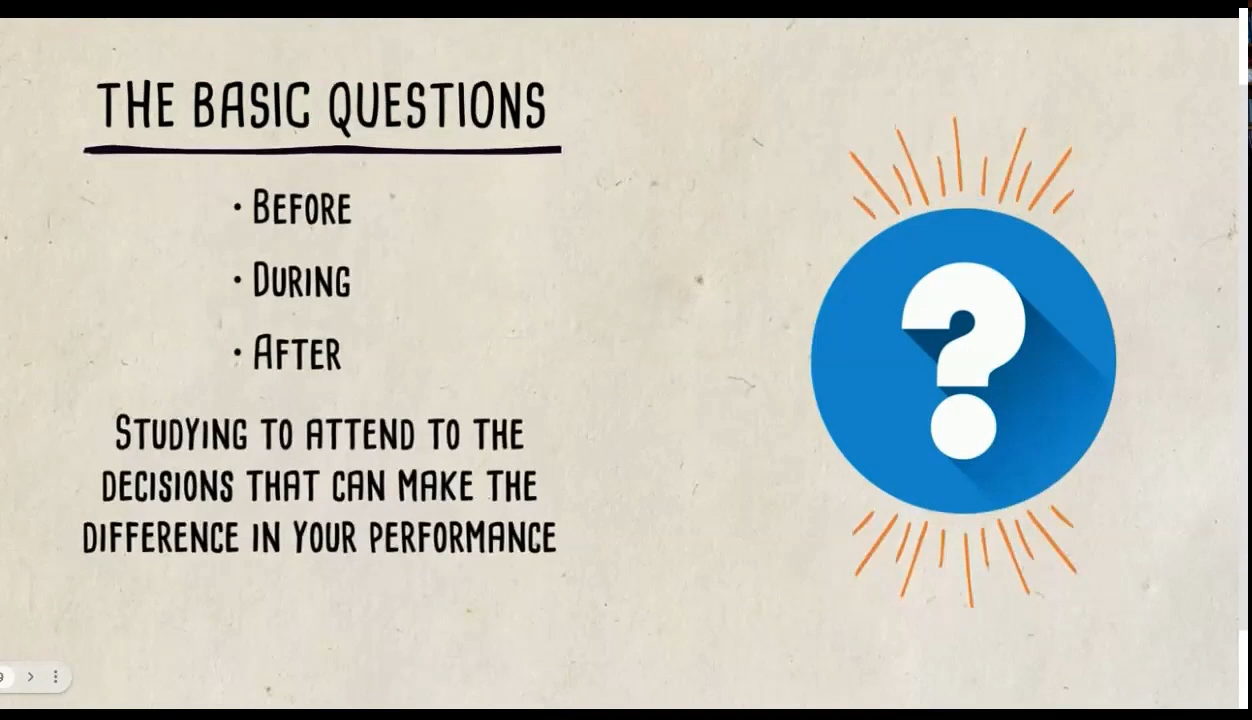 THE BASIC QUESTIONS
· BEFORE
· DURING
· AFTER
STUDYING TO ATTEND TO THE
DECISIONS THAT CAN MAKE THE
DIFFERENCE IN YOUR PERFORMANCE
?
9